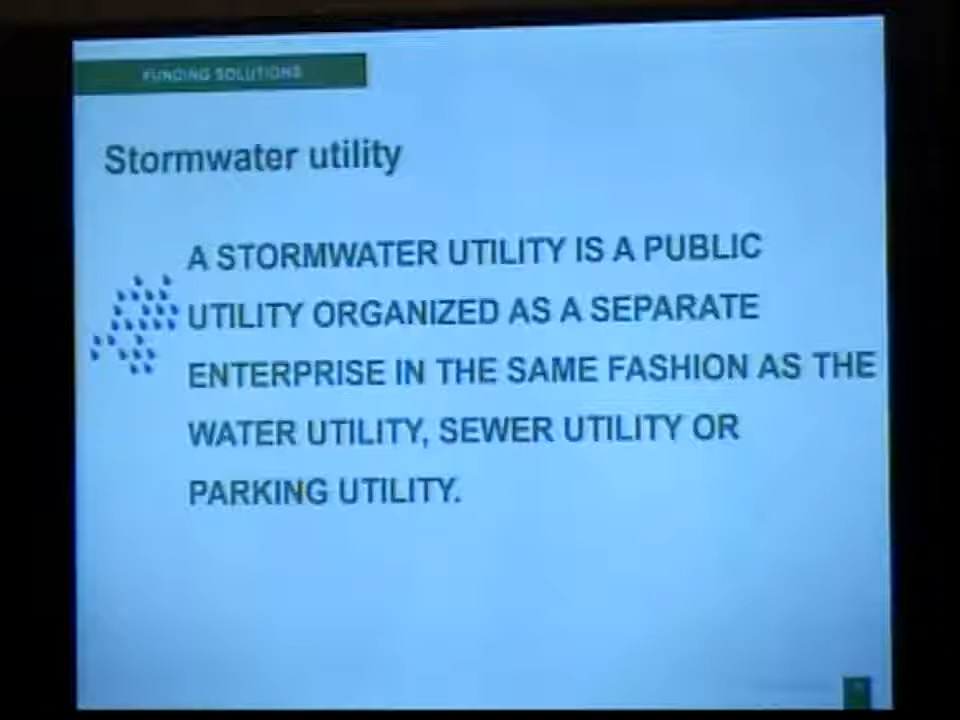 FUNDING SOLUTIONS
Stormwater utility
A STORMWATER UTILITY IS A PUBLIC
UTILITY ORGANIZED AS A SEPARATE
ENTERPRISE IN THE SAME FASHION AS THE
WATER UTILITY, SEWER UTILITY OR
PARKING UTILITY.